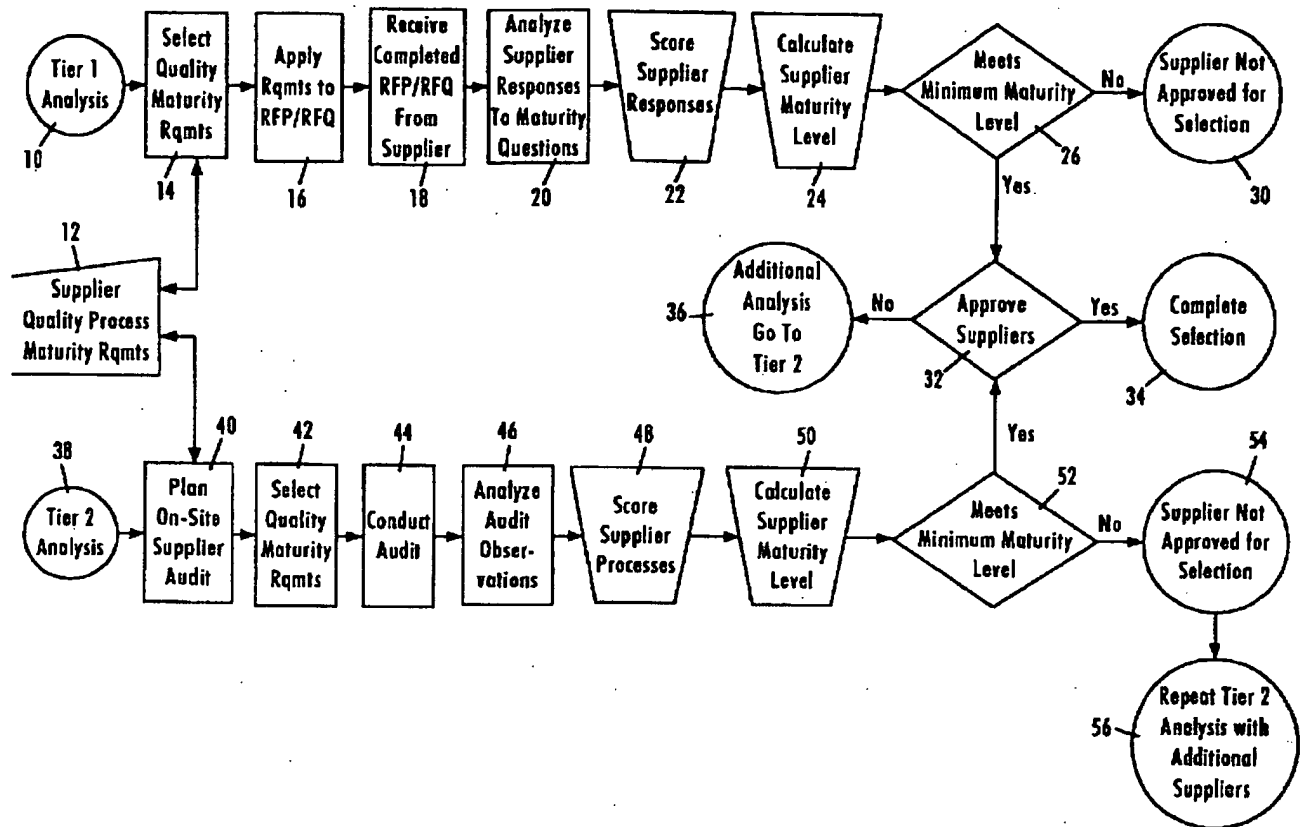 Tier 1
Analysis
10
Select
Quality
Maturity
Rqmts
14
Apply
Rqmts to
RFP/RFQ
16
Receive
Completed
RFP/RFQ
From
Supplier
18
Analyze
Supplier
Responses
To Maturity
Questions
20
Score
Supplier
Responses
22
Calculate
Supplier
Maturity
Level
24
Meets
Minimum Maturity
Level
26
No
Supplier Not
Approved for
Selection
30
Yes
12
Supplier
Quality Process
Maturity Rqmts
36
Additional
Analysis
Go To
Tier 2
No
Approve
Suppliers
32
Yes
Complete
Selection
34
Yes
38
Tier 2
Analysis
40
Plan
On-Site
Supplier
Audit
42
Select
Quality
Maturity
Rqmts
44
Conduct
Audit
46
Analyze
Audit
Obser-
vations
48
Score
Supplier
Processes
50
Calculate
Supplier
Maturity
Level
52
Meets
Minimum Maturity
Level
No
54
Supplier Not
Approved for
Selection
56
Repeat Tier 2
Analysis with
Additional
Suppliers